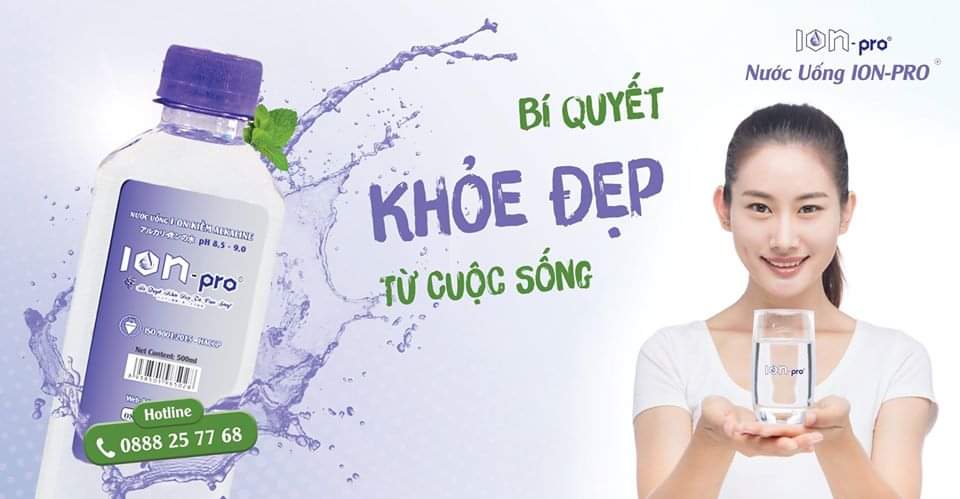 ION-pro®
Nước Uống ION-PRO®
BÍ QUYẾT
KHỎE ĐẸP
TỪ CUỘC SỐNG
NƯỚC UỐNG ION KIỀM ALKALINE
pH 8,5 - 9,0
ION-pro®
ISO 9001:2015 - HACCP
Net Content: 500ml
Hotline
0888 25 77 68
ION-pro®